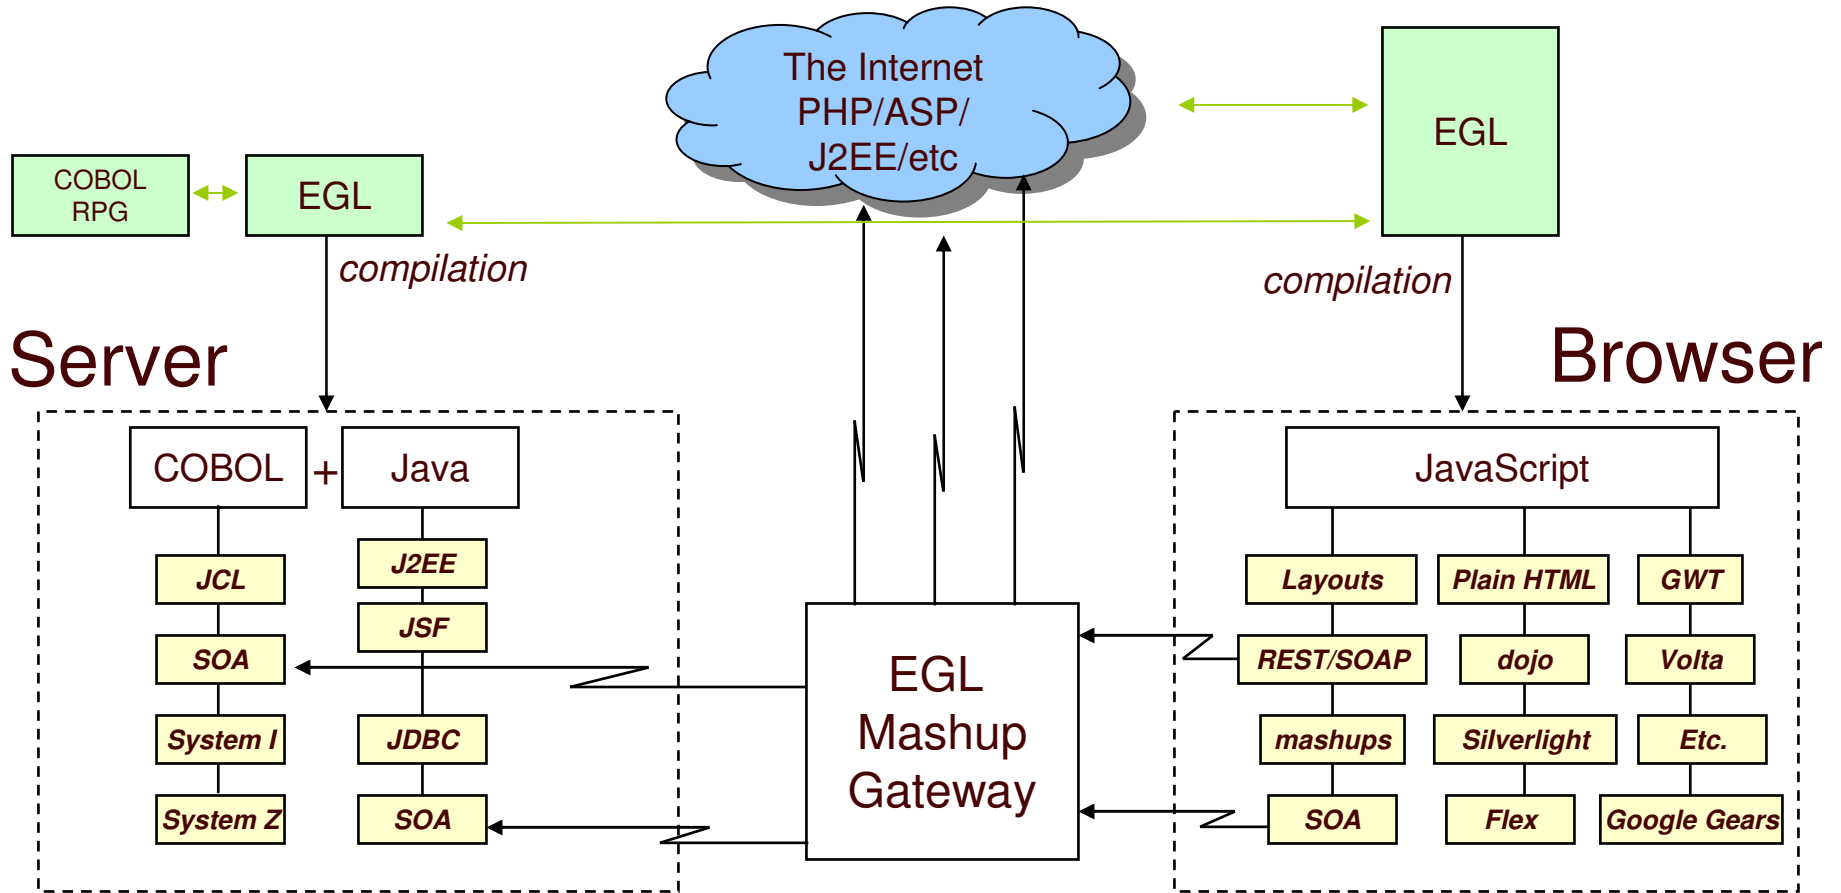 The Internet
PHP/ASP/
J2EE/etc
EGL
COBOL
RPG
EGL
compilation
compilation
Server
Browser
COBOL
+
Java
JavaScript
J2EE
JCL
Layouts
Plain HTML
GWT
JSF
SOA
REST/SOAP
dojo
Volta
EGL
Mashup
Gateway
System I
JDBC
mashups
Silverlight
Etc.
System Z
SOA
SOA
Flex
Google Gears